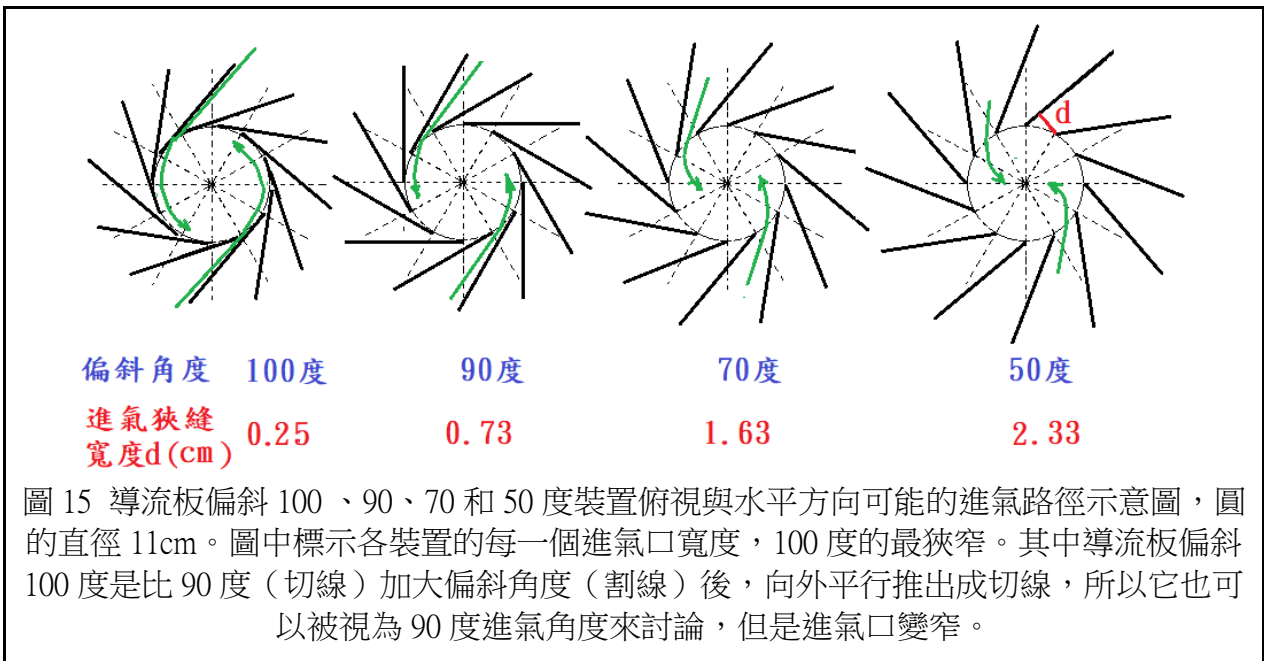 d
偏斜角度 100度 90度 70度 50度
進氣狹縫
寬度d(cm) 0.25 0.73 1.63 2.33
圖 15 導流板偏斜 100 、90、70 和 50 度裝置俯視與水平方向可能的進氣路徑示意圖，圓
的直徑 11cm。圖中標示各裝置的每一個進氣口寬度，100 度的最狹窄。其中導流板偏斜
100 度是比 90 度（切線）加大偏斜角度（割線）後，向外平行推出成切線，所以它也可
以被視為 90 度進氣角度來討論，但是進氣口變窄。